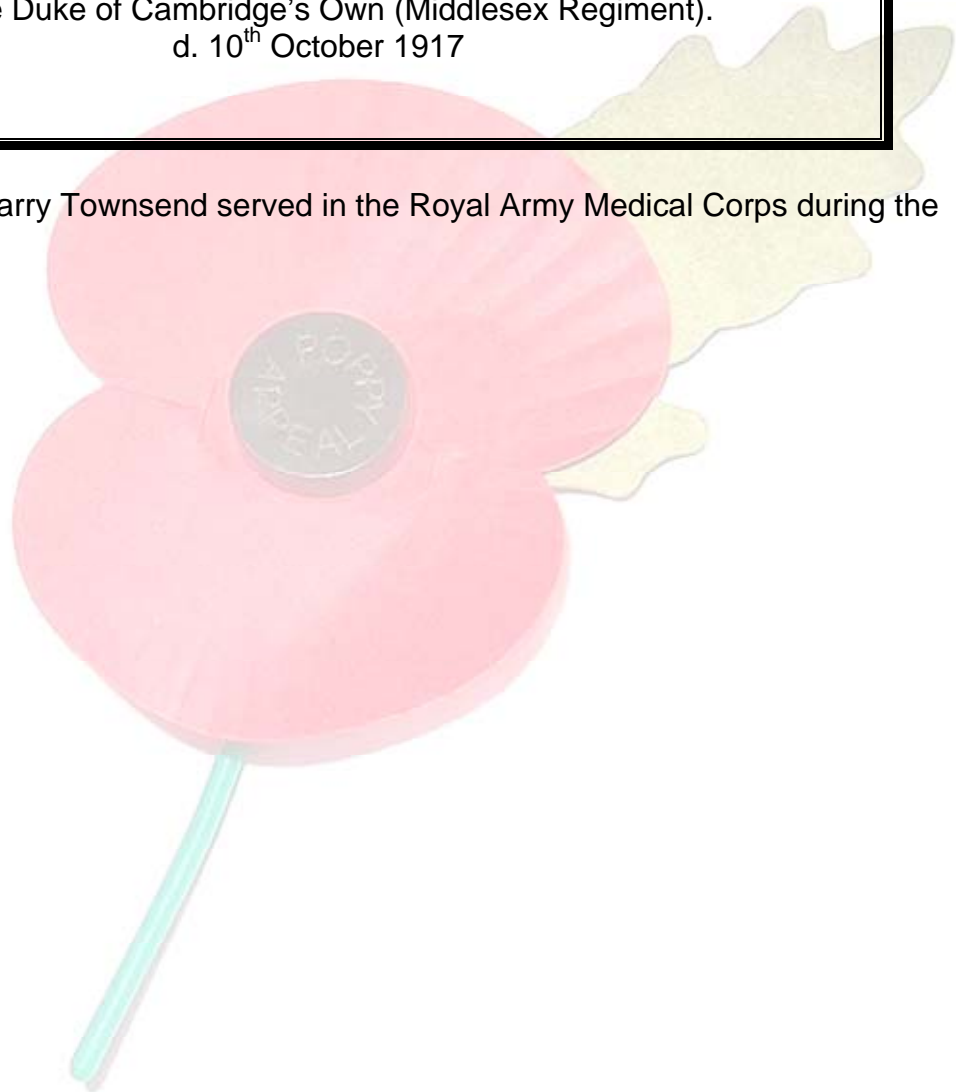 e Duke of Cambridge’s Own (Middlesex Regiment).
d. 10th October 1917
arry Townsend served in the Royal Army Medical Corps during the
POPPY
APPEAL